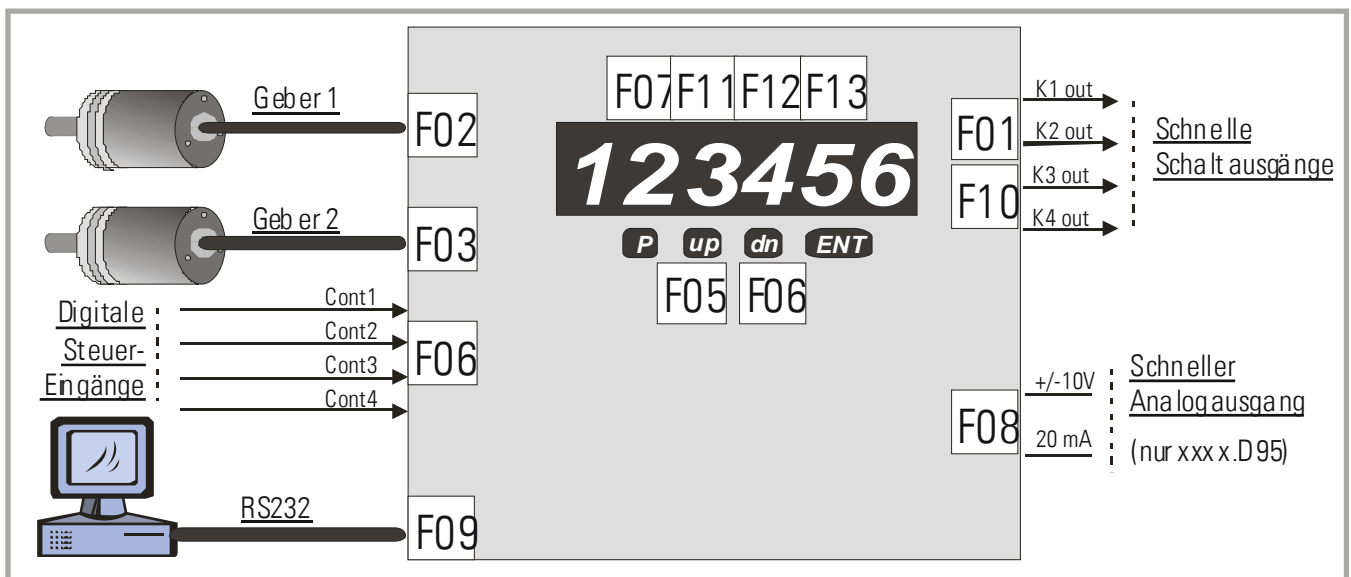 Geber 1
F02
Geber 2
F03
Digitale
Steuer-
Eingänge
Cont1
Cont2
Cont3
Cont4
F06
RS232
F09
F07 F11 F12 F13
123456
P up dn ENT
F05 F06
F01
F10
K1 out
K2 out
K3 out
K4 out
Schnelle
Schaltausgänge
F08
+/-10V
20 mA
Schneller
Analogausgang
(nur xxxx.D95)